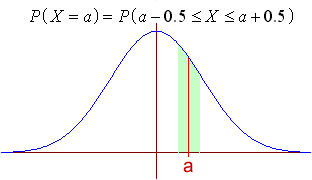 P(X = a) = P(a − 0.5 ≤ X ≤ a + 0.5)
a